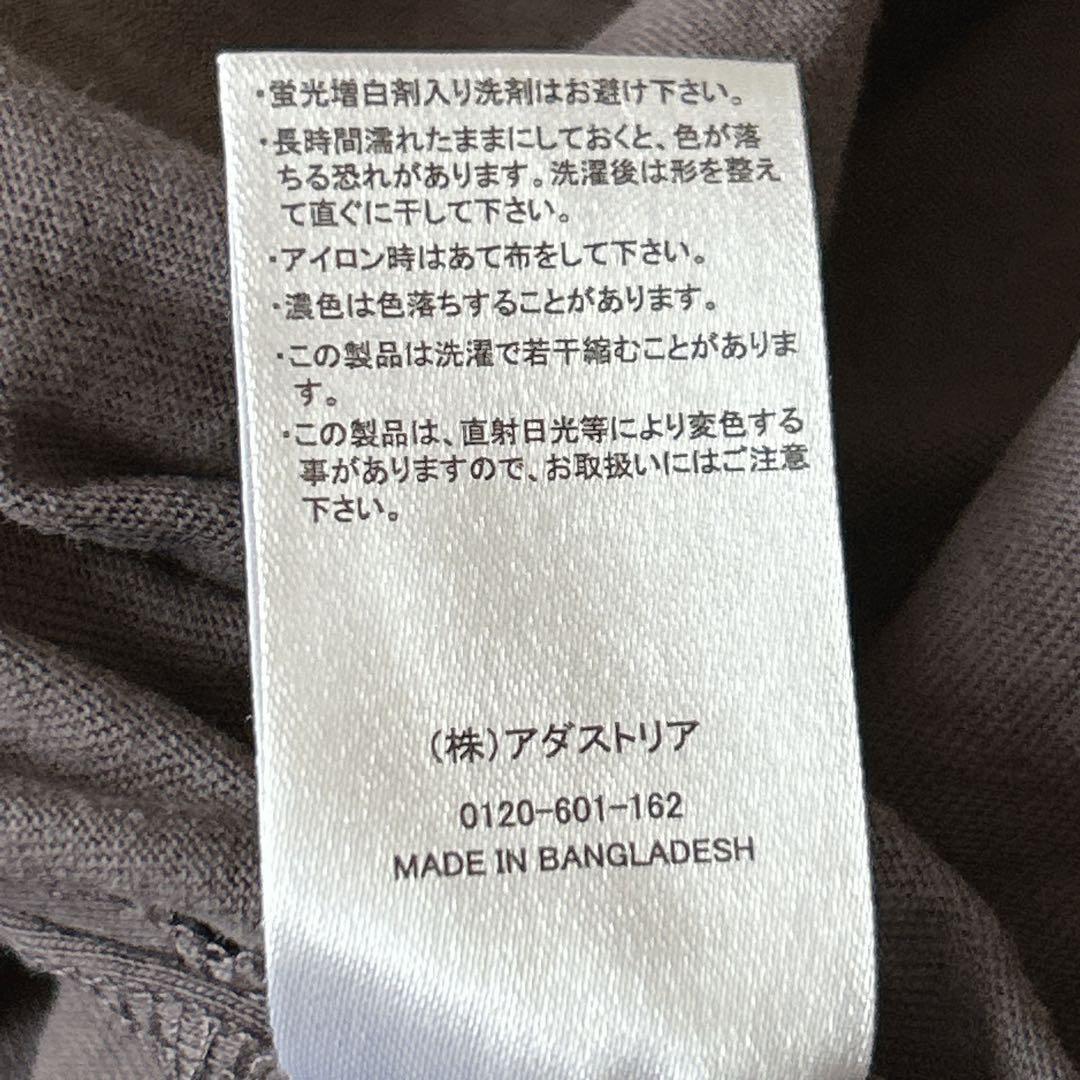 ・蛍光増白剤入り洗剤はお避け下さい。
・長時間濡れたままにしておくと、色が落
ちる恐れがあります。洗濯後は形を整え
て直ぐに干して下さい。
・アイロン時はあて布をして下さい。
・濃色は色落ちすることがあります。
・この製品は洗濯で若干縮むことがありま
す。
・この製品は、直射日光等により変色する
事がありますので、お取扱いにはご注意
下さい。
(株)アダストリア
0120-601-162
MADE IN BANGLADESH